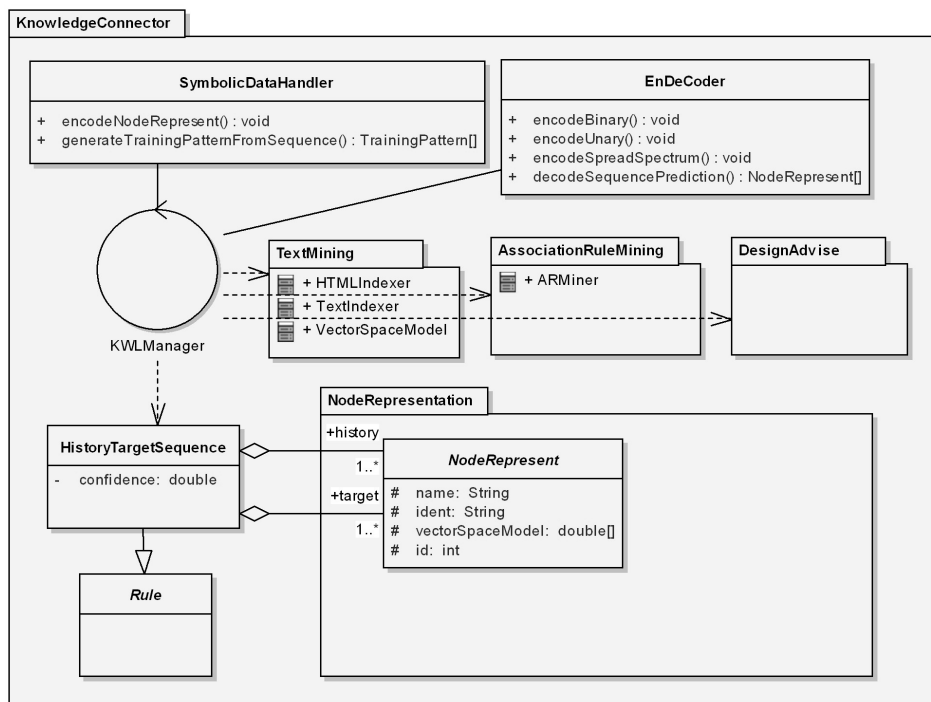 KnowledgeConnector
SymbolicDataHandler
+ encodeNodeRepresent() : void
+ generateTrainingPatternFromSequence() : TrainingPattern[]
EnDeCoder
+ encodeBinary() : void
+ encodeUnary() : void
+ encodeSpreadSpectrum() : void
+ decodeSequencePrediction() : NodeRepresent[]
KWLManager
TextMining
+ HTMLIndexer
+ TextIndexer
+ VectorSpaceModel
AssociationRuleMining
+ ARMiner
DesignAdvise
HistoryTargetSequence
- confidence: double
+history
1..*
+target
1..*
NodeRepresentation
NodeRepresent
# name: String
# ident: String
# vectorSpaceModel: double[]
# id: int
Rule